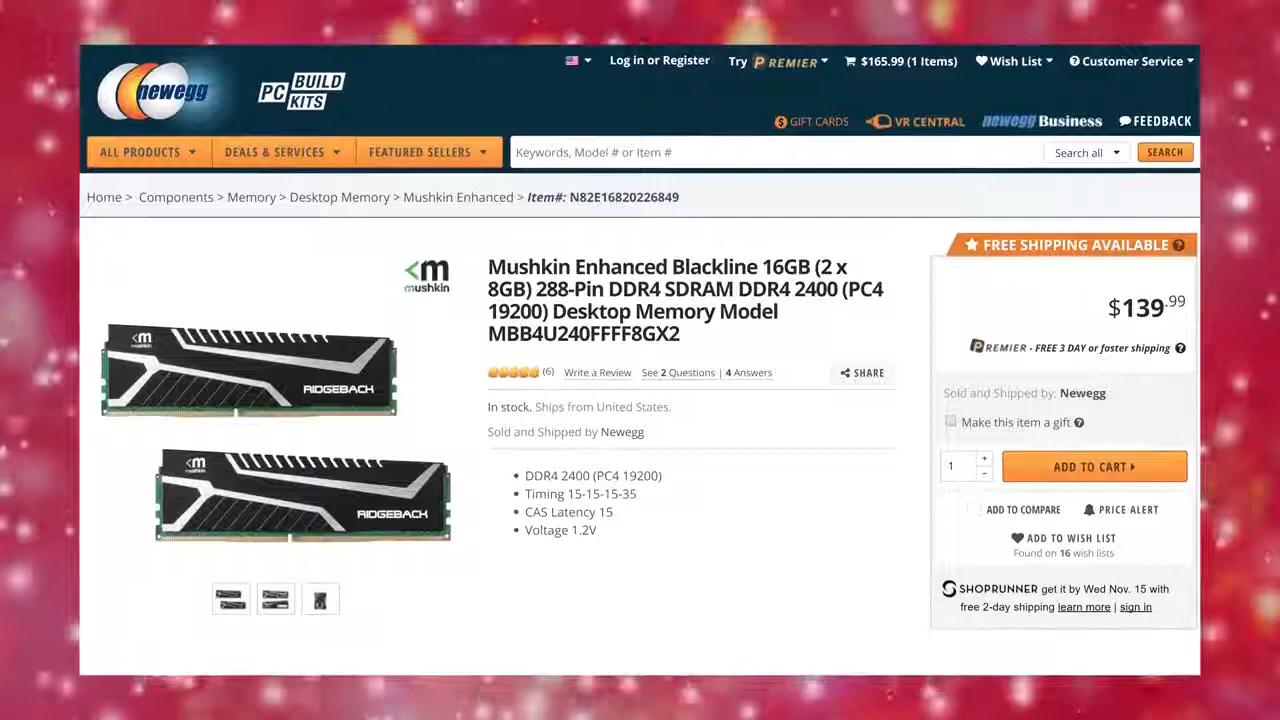 Log in or Register
Try PREMIER
$165.99 (1 Items)
Wish List
Customer Service
newegg
PC BUILD KITS
GIFT CARDS
VR CENTRAL
newegg Business
FEEDBACK
ALL PRODUCTS
DEALS & SERVICES
FEATURED SELLERS
Keywords, Model # or Item #
Search all
SEARCH
Home > Components > Memory > Desktop Memory > Mushkin Enhanced > Item#: N82E16820226849
FREE SHIPPING AVAILABLE
mushkin
Mushkin Enhanced Blackline 16GB (2 x
8GB) 288-Pin DDR4 SDRAM DDR4 2400 (PC4
19200) Desktop Memory Model
MBB4U240FFFF8GX2
(6) Write a Review See 2 Questions | 4 Answers
SHARE
In stock. Ships from United States.
Sold and Shipped by Newegg
• DDR4 2400 (PC4 19200)
• Timing 15-15-15-35
• CAS Latency 15
• Voltage 1.2V
mushkin
RIDGEBACK
mushkin
RIDGEBACK
$139.99
PREMIER - FREE 3 DAY or faster shipping
Sold and Shipped by: Newegg
Make this item a gift
1
ADD TO CART
ADD TO COMPARE
PRICE ALERT
ADD TO WISH LIST
Found on 16 wish lists
SHOPRUNNER get it by Wed Nov. 15 with
free 2-day shipping learn more | sign in